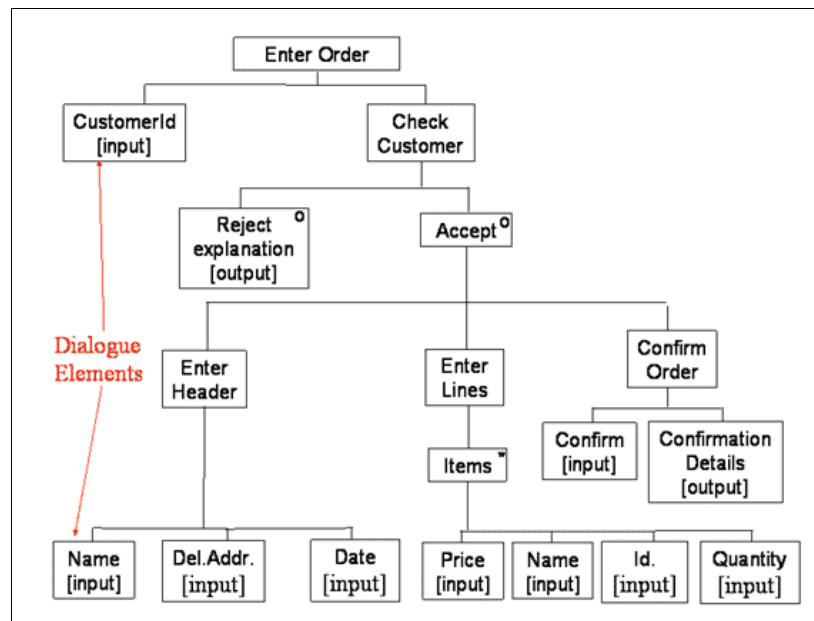 Enter Order
CustomerId
[input]
Check
Customer
Reject
explanation
[output]
o
Accept
o
Dialogue
Elements
Enter
Header
Enter
Lines
Confirm
Order
Items
*
Confirm
[input]
Confirmation
Details
[output]
Name
[input]
Del.Addr.
[input]
Date
[input]
Price
[input]
Name
[input]
Id.
[input]
Quantity
[input]